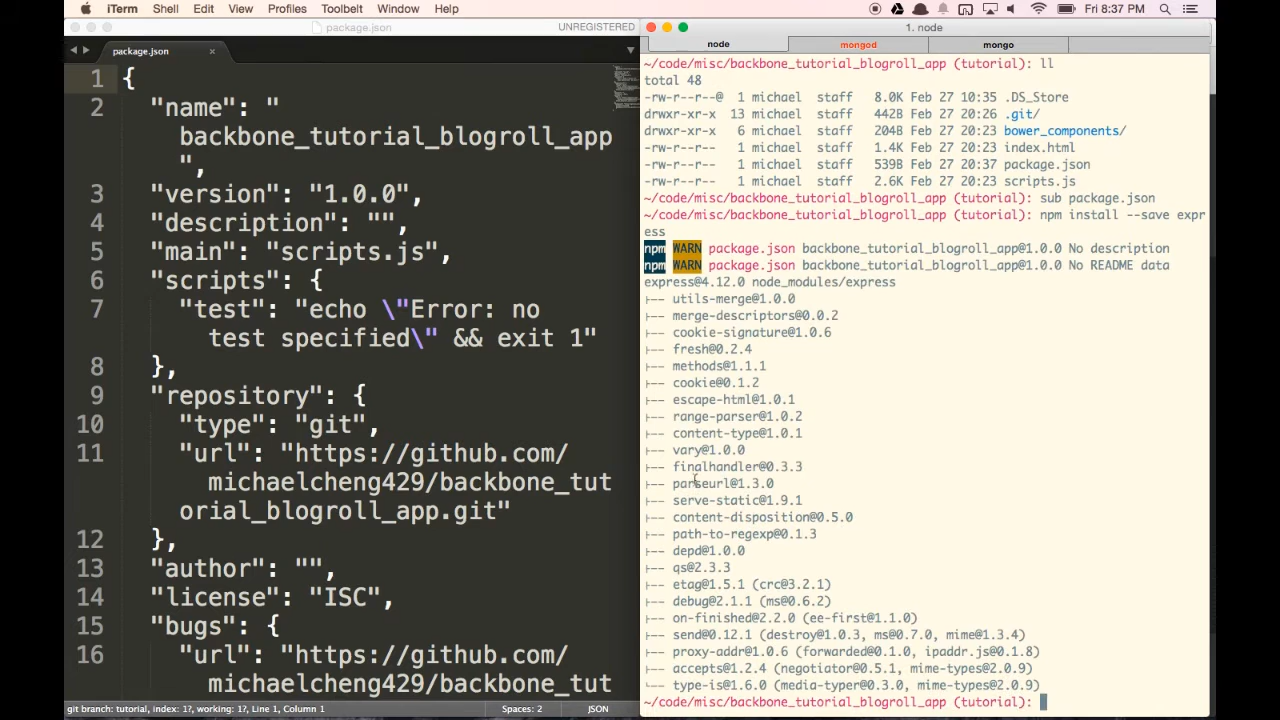 iTerm Shell Edit View Profiles Toolbelt Window Help Fri 8:37 PM
package.json UNREGISTERED
package.json ×
1 {
2 "name": "
backbone_tutorial_blogroll_app
",
3 "version": "1.0.0",
4 "description": "",
5 "main": "scripts.js",
6 "scripts": {
7 "test": "echo \"Error: no
test specified\" && exit 1"
8 },
9 "repository": {
10 "type": "git",
11 "url": "https://github.com/
michaelcheng429/backbone_tut
orial_blogroll_app.git"
12 },
13 "author": "",
14 "license": "ISC",
15 "bugs": {
16 "url": "https://github.com/
michaelcheng429/backbone_tut
git branch: tutorial, index: 1?, working: 1?, Line 1, Column 1 Spaces: 2 JSON
1. node
node mongod mongo
~/code/misc/backbone_tutorial_blogroll_app (tutorial): ll
total 48
-rw-r--r--@ 1 michael staff 8.0K Feb 27 10:35 .DS_Store
drwxr-xr-x 13 michael staff 442B Feb 27 20:26 .git/
drwxr-xr-x 6 michael staff 204B Feb 27 20:23 bower_components/
-rw-r--r-- 1 michael staff 1.4K Feb 27 20:23 index.html
-rw-r--r-- 1 michael staff 539B Feb 27 20:37 package.json
-rw-r--r-- 1 michael staff 2.6K Feb 27 20:23 scripts.js
~/code/misc/backbone_tutorial_blogroll_app (tutorial): sub package.json
~/code/misc/backbone_tutorial_blogroll_app (tutorial): npm install --save expr
ess
npm WARN package.json backbone_tutorial_blogroll_app@1.0.0 No description
npm WARN package.json backbone_tutorial_blogroll_app@1.0.0 No README data
express@4.12.0 node_modules/express
├── utils-merge@1.0.0
├── merge-descriptors@0.0.2
├── cookie-signature@1.0.6
├── fresh@0.2.4
├── methods@1.1.1
├── cookie@0.1.2
├── escape-html@1.0.1
├── range-parser@1.0.2
├── content-type@1.0.1
├── vary@1.0.0
├── finalhandler@0.3.3
├── parseurl@1.3.0
├── serve-static@1.9.1
├── content-disposition@0.5.0
├── path-to-regexp@0.1.3
├── depd@1.0.0
├── qs@2.3.3
├── etag@1.5.1 (crc@3.2.1)
├── debug@2.1.1 (ms@0.6.2)
├── on-finished@2.2.0 (ee-first@1.1.0)
├── send@0.12.1 (destroy@1.0.3, ms@0.7.0, mime@1.3.4)
├── proxy-addr@1.0.6 (forwarded@0.1.0, ipaddr.js@0.1.8)
├── accepts@1.2.4 (negotiator@0.5.1, mime-types@2.0.9)
└── type-is@1.6.0 (media-typer@0.3.0, mime-types@2.0.9)
~/code/misc/backbone_tutorial_blogroll_app (tutorial):